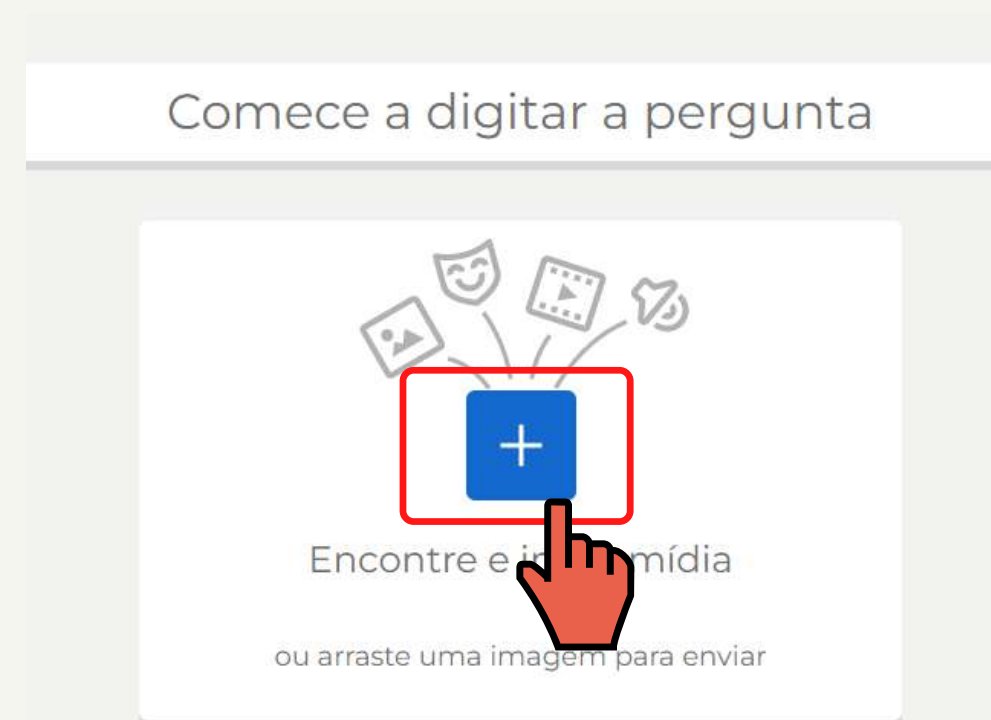 Comece a digitar a pergunta
Encontre e mídia
ou arraste uma imagem para enviar